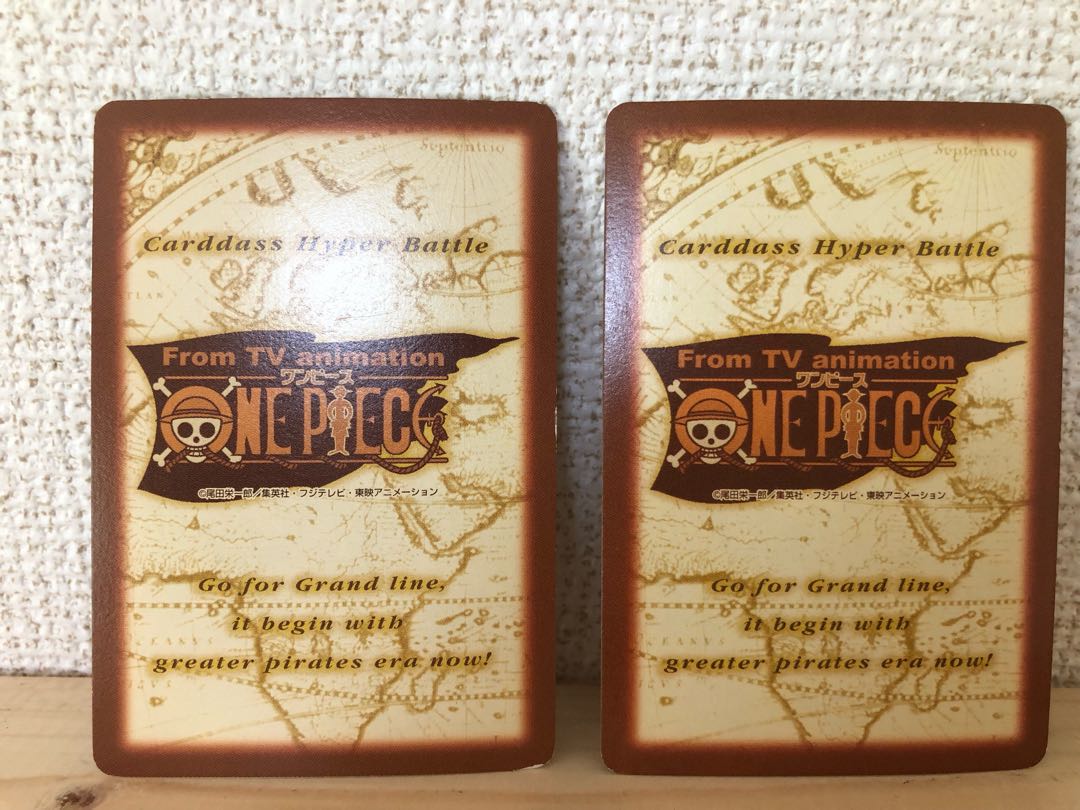 Septentrio
Carddass Hyper Battle
From TV animation
ワンピース
ONE PIECE
©尾田栄一郎／集英社・フジテレビ・東映アニメーション
Go for Grand line,
it begin with
greater pirates era now!
Septentrio
Carddass Hyper Battle
From TV animation
ワンピース
ONE PIECE
©尾田栄一郎／集英社・フジテレビ・東映アニメーション
Go for Grand line,
it begin with
greater pirates era now!